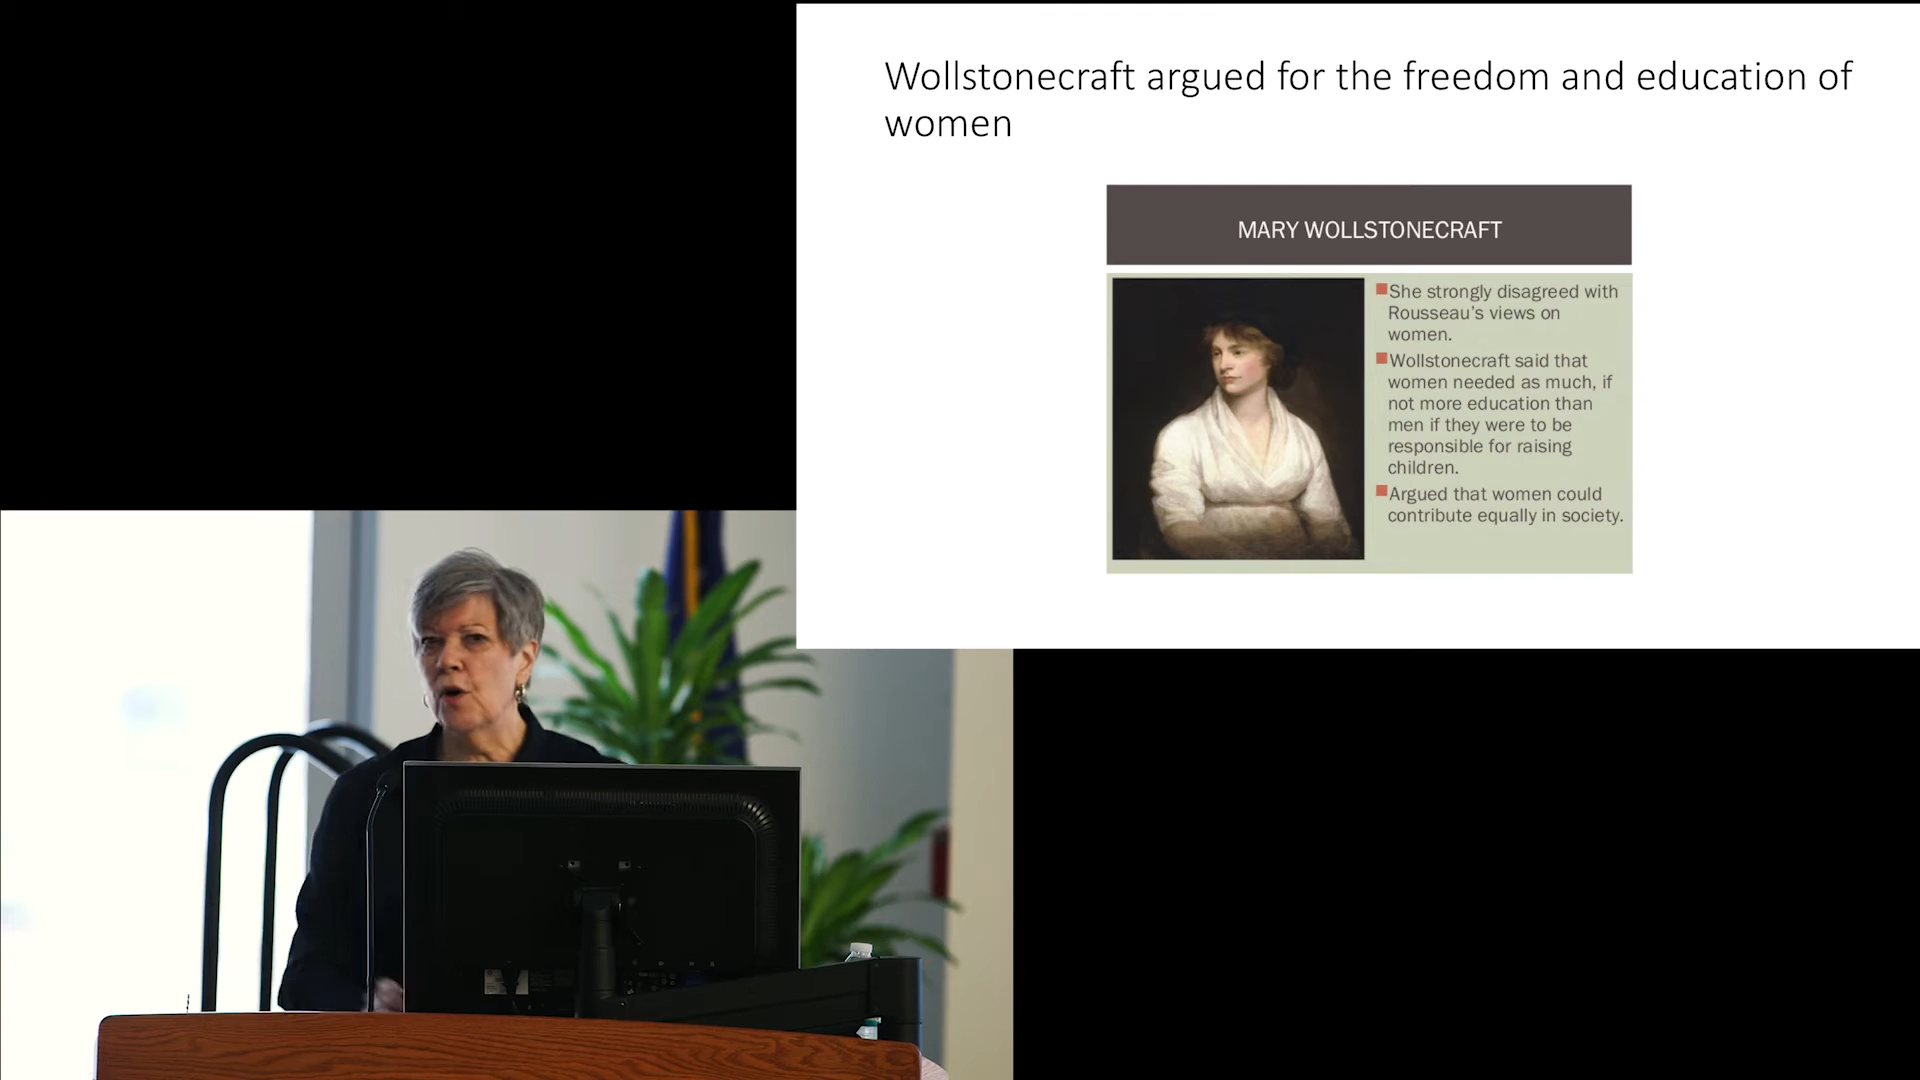 Wollstonecraft argued for the freedom and education of
women
MARY WOLLSTONECRAFT
She strongly disagreed with
Rousseau's views on
women.
Wollstonecraft said that
women needed as much, if
not more education than
men if they were to be
responsible for raising
children.
Argued that women could
contribute equally in society.